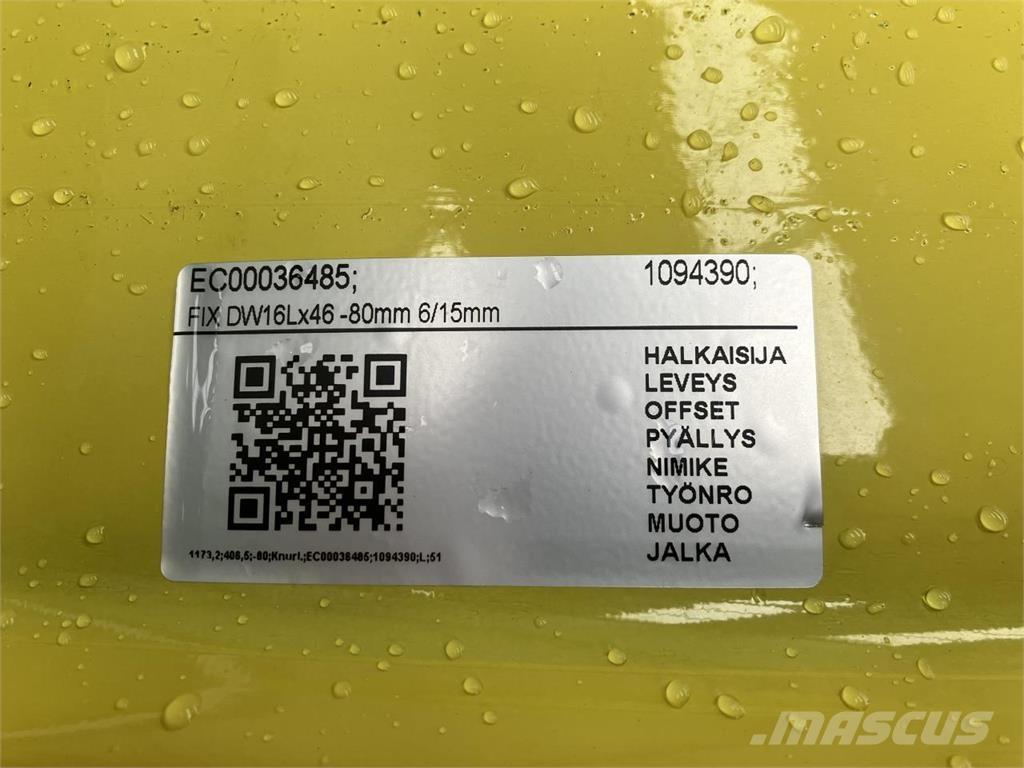 EC00036485; 1094390;
FIX DW16Lx46 -80mm 6/15mm
HALKAISIJA
LEVEYS
OFFSET
PYÄLLYS
NIMIKE
TYÖNRO
MUOTO
JALKA
1173,2;406,5;-80;Knurl.;EC00036485;1094390;L;51
MASCUS